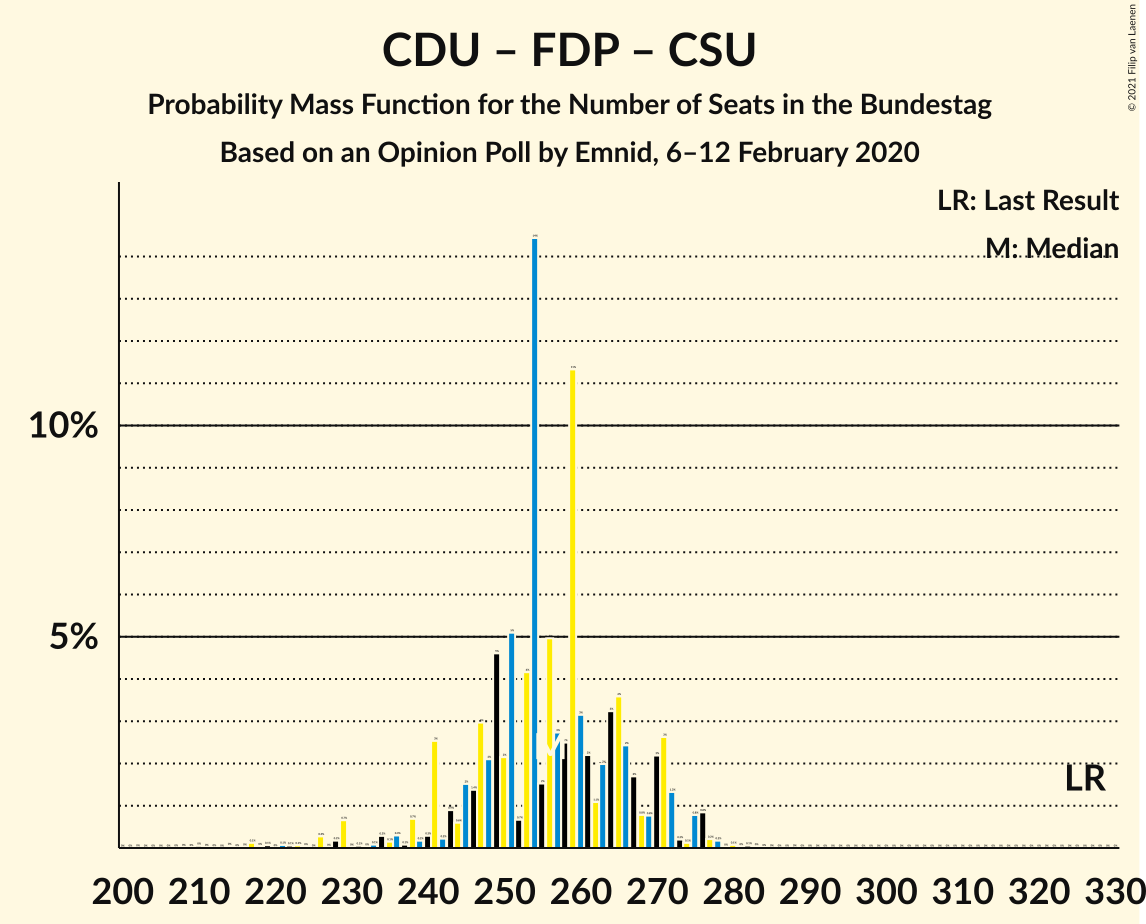 CDU – FDP – CSU
Probability Mass Function for the Number of Seats in the Bundestag
Based on an Opinion Poll by Emnid, 6–12 February 2020
© 2021 Filip van Laenen
LR: Last Result
M: Median
10%
5%
M
LR
200 210 220 230 240 250 260 270 280 290 300 310 320 330